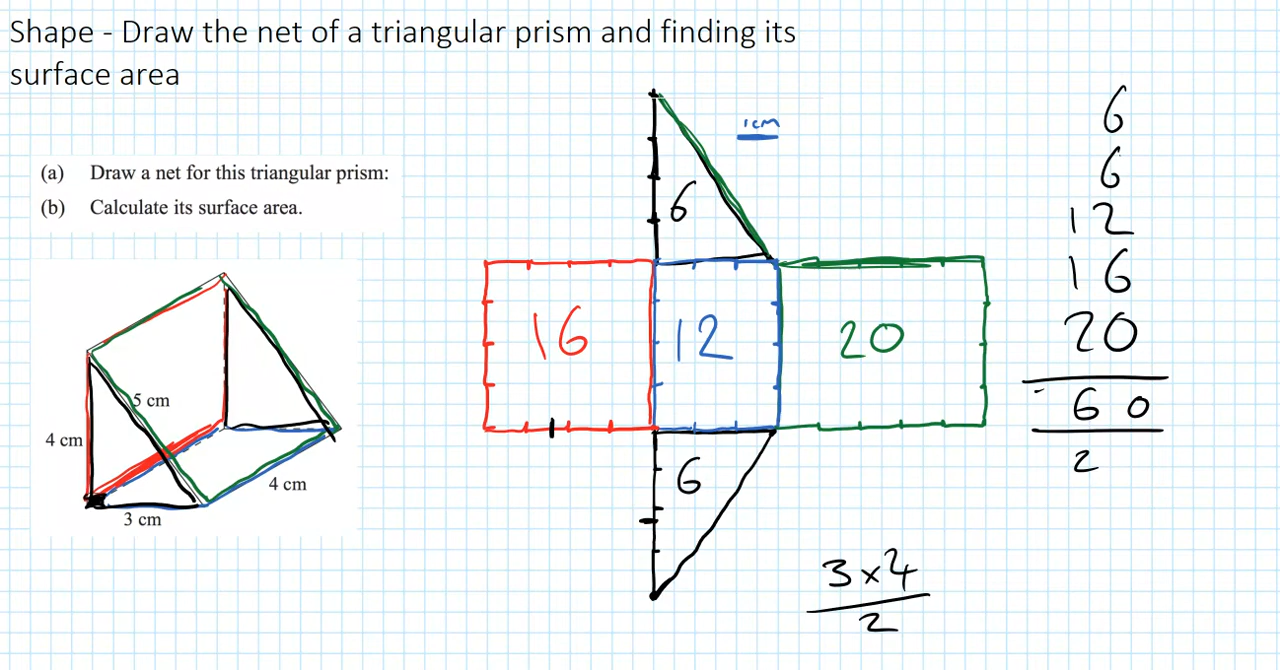 Shape - Draw the net of a triangular prism and finding its
surface area
(a) Draw a net for this triangular prism:
(b) Calculate its surface area.
5 cm
4 cm
4 cm
3 cm
1cm
6
16
12
20
6
3x4
2
6
6
12
16
20
60
2